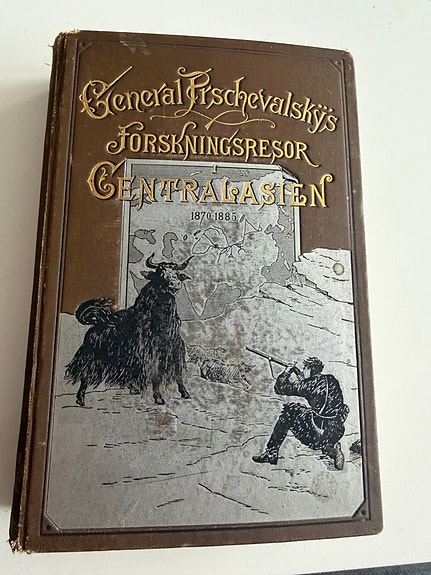 General Prschevalskÿs
FORSKNINGSRESOR
I
CENTRALASIEN
1870-1885